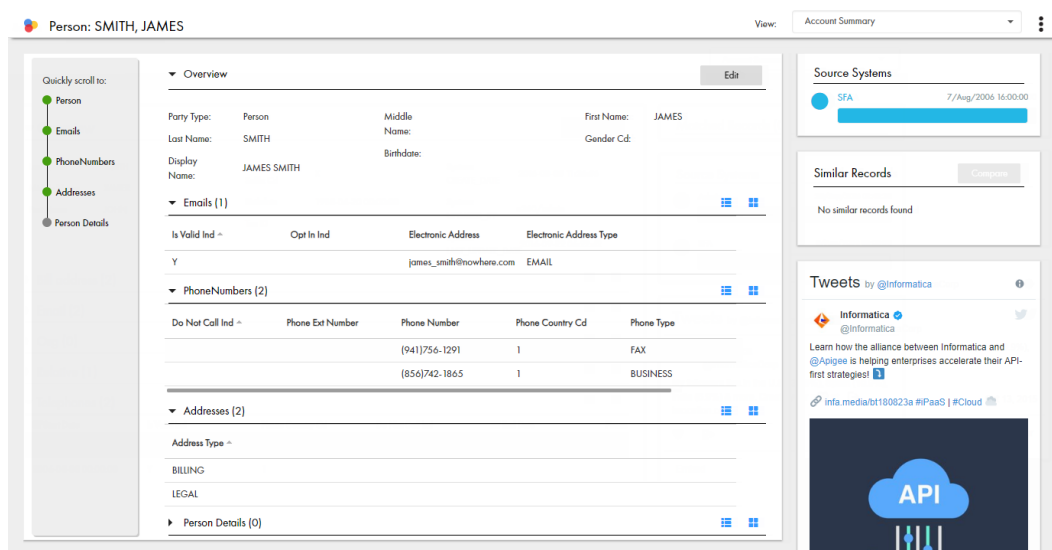 Person: SMITH, JAMES
View:
Account Summary
Quickly scroll to:
Person
Emails
PhoneNumbers
Addresses
Person Details
Overview
Edit
Party Type: Person
Middle Name:
First Name: JAMES
Last Name: SMITH
Birthdate:
Gender Cd:
Display Name: JAMES SMITH
Emails (1)
Is Valid Ind Opt In Ind Electronic Address Electronic Address Type
Y james_smith@nowhere.com EMAIL
PhoneNumbers (2)
Do Not Call Ind Phone Ext Number Phone Number Phone Country Cd Phone Type
(941)756-1291 1 FAX
(856)742-1865 1 BUSINESS
Addresses (2)
Address Type
BILLING
LEGAL
Person Details (0)
Source Systems
SFA 7/Aug/2006 16:00:00
Similar Records
Compare
No similar records found
Tweets by @Informatica
Informatica
@Informatica
Learn how the alliance between Informatica and
@Apigee is helping enterprises accelerate their API-
first strategies!
infa.media/bt180823a #iPaaS | #Cloud
API